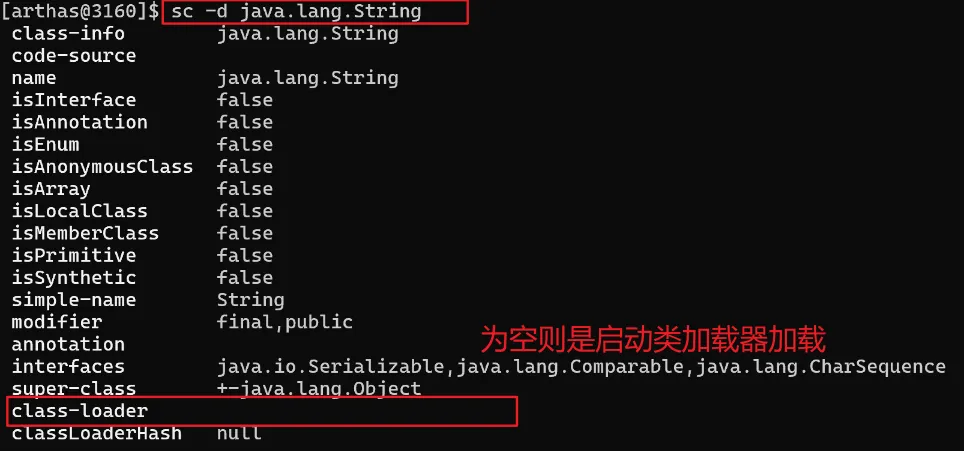 [arthas@3160]$ sc -d java.lang.String
class-info java.lang.String
code-source
name java.lang.String
isInterface false
isAnnotation false
isEnum false
isAnonymousClass false
isArray false
isLocalClass false
isMemberClass false
isPrimitive false
isSynthetic false
simple-name String
modifier final,public
annotation
为空则是启动类加载器加载
interfaces java.io.Serializable,java.lang.Comparable,java.lang.CharSequence
super-class +-java.lang.Object
class-loader
classLoaderHash null